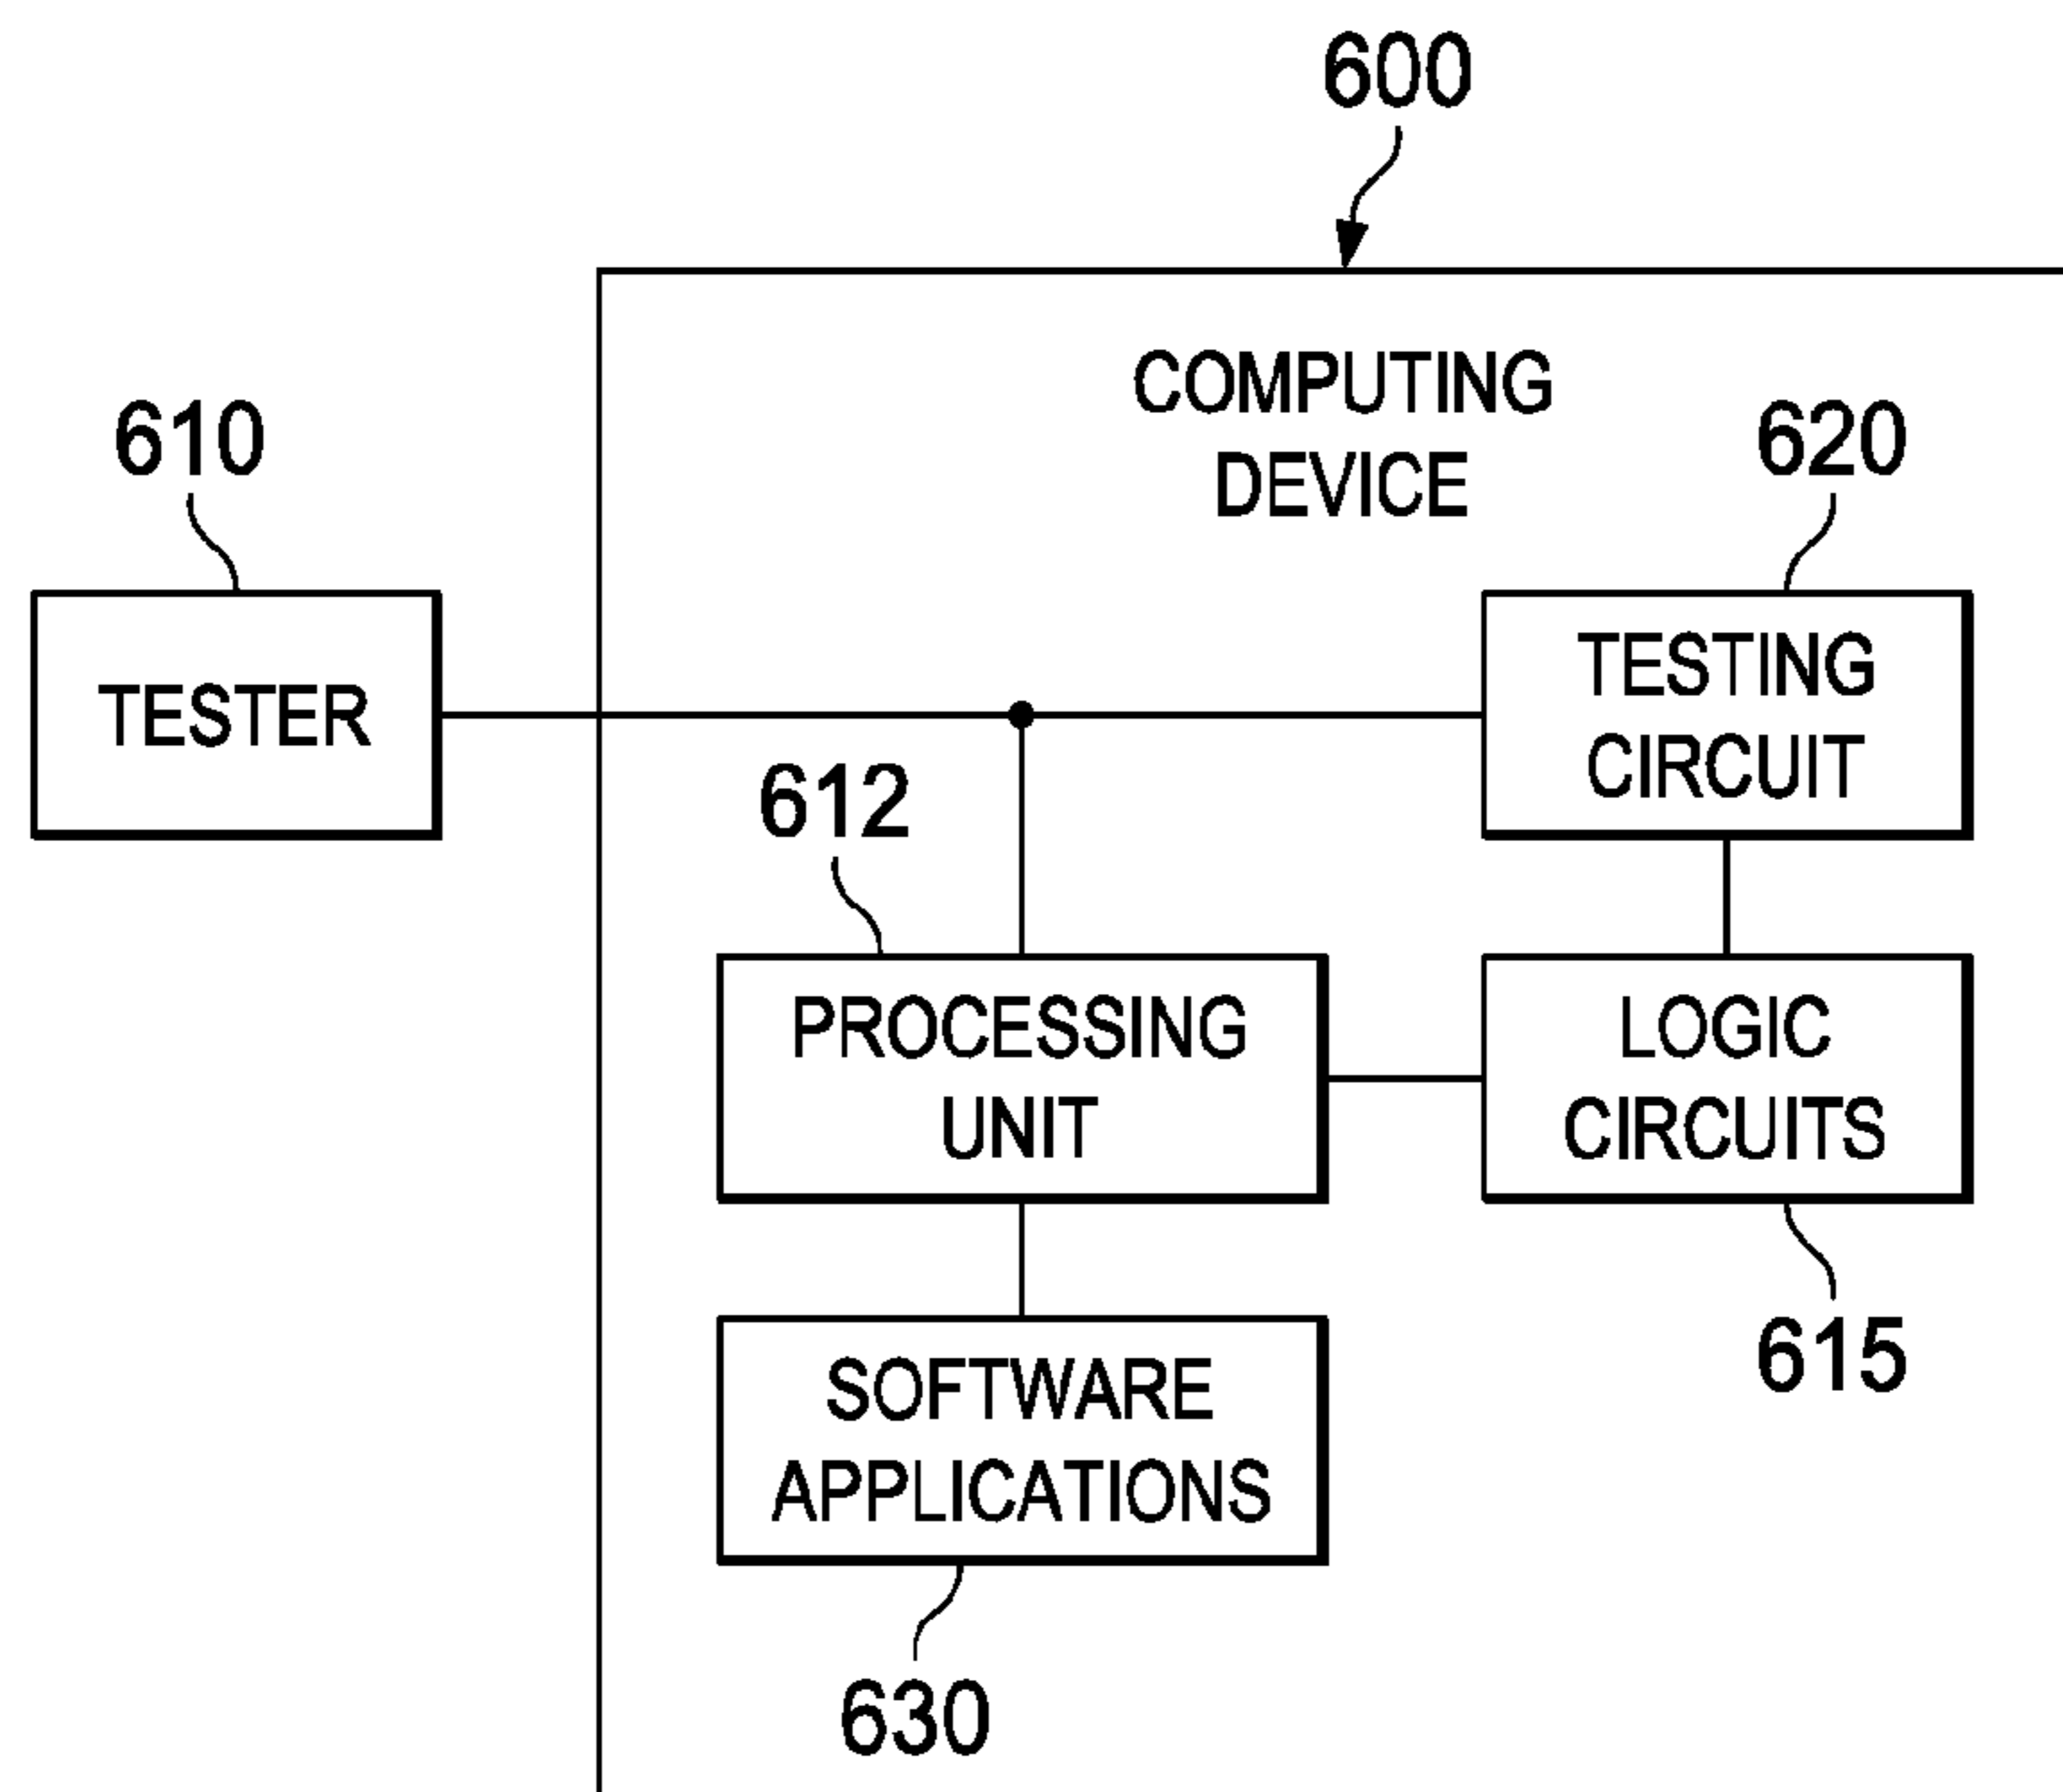 600
COMPUTING
DEVICE
610
620
TESTER
TESTING
CIRCUIT
612
PROCESSING
UNIT
LOGIC
CIRCUITS
615
SOFTWARE
APPLICATIONS
630